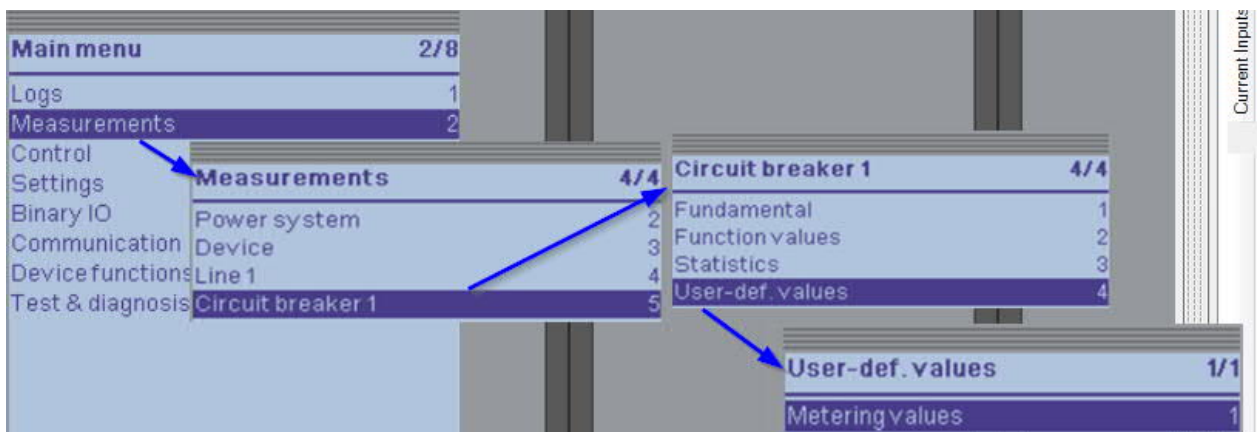 Main menu 2/8
Logs 1
Measurements 2
Control
Settings
Binary IO
Communication
Device functions
Test & diagnosis
Measurements 4/4
Power system 2
Device 3
Line 1 4
Circuit breaker 1 5
Circuit breaker 1 4/4
Fundamental 1
Function values 2
Statistics 3
User-def. values 4
User-def. values 1/1
Metering values 1
Current Inputs